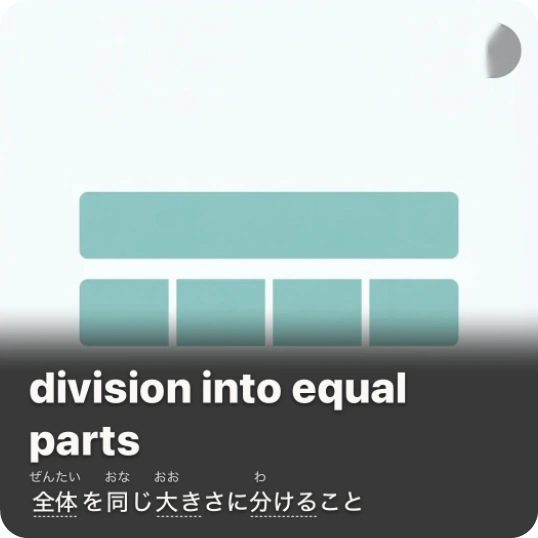 division into equal
parts
ぜんたい おな おお わ
全体を同じ大きさに分けること